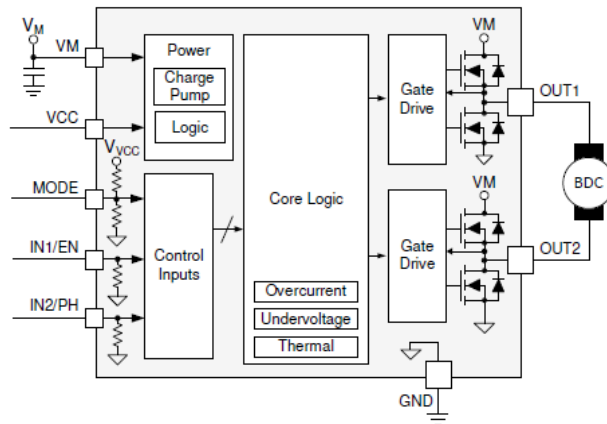 VM
VM
VCC
VVCC
MODE
IN1/EN
IN2/PH
Power
Charge
Pump
Logic
Control
Inputs
Core Logic
Overcurrent
Undervoltage
Thermal
Gate
Drive
VM
OUT1
BDC
Gate
Drive
VM
OUT2
GND